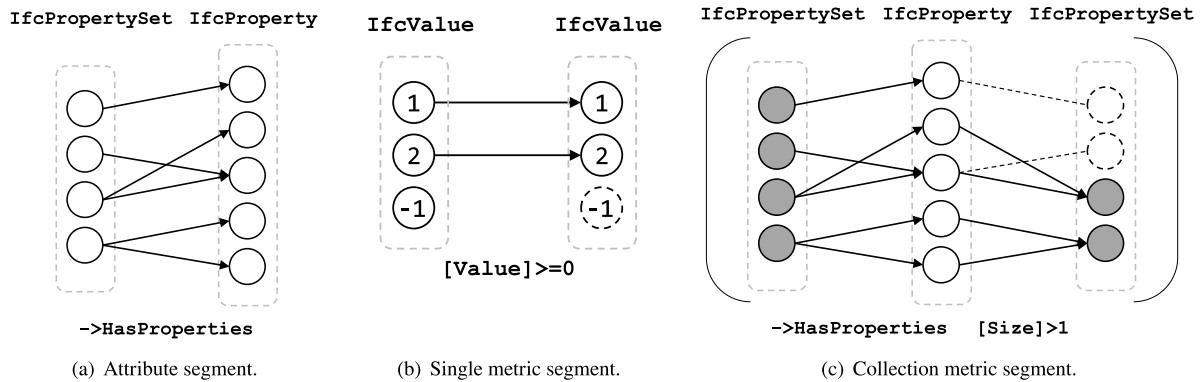 IfcPropertySet IfcProperty
->HasProperties
(a) Attribute segment.
IfcValue IfcValue
1 1
2 2
-1 -1
[Value]>=0
(b) Single metric segment.
IfcPropertySet IfcProperty IfcPropertySet
->HasProperties [Size]>1
(c) Collection metric segment.